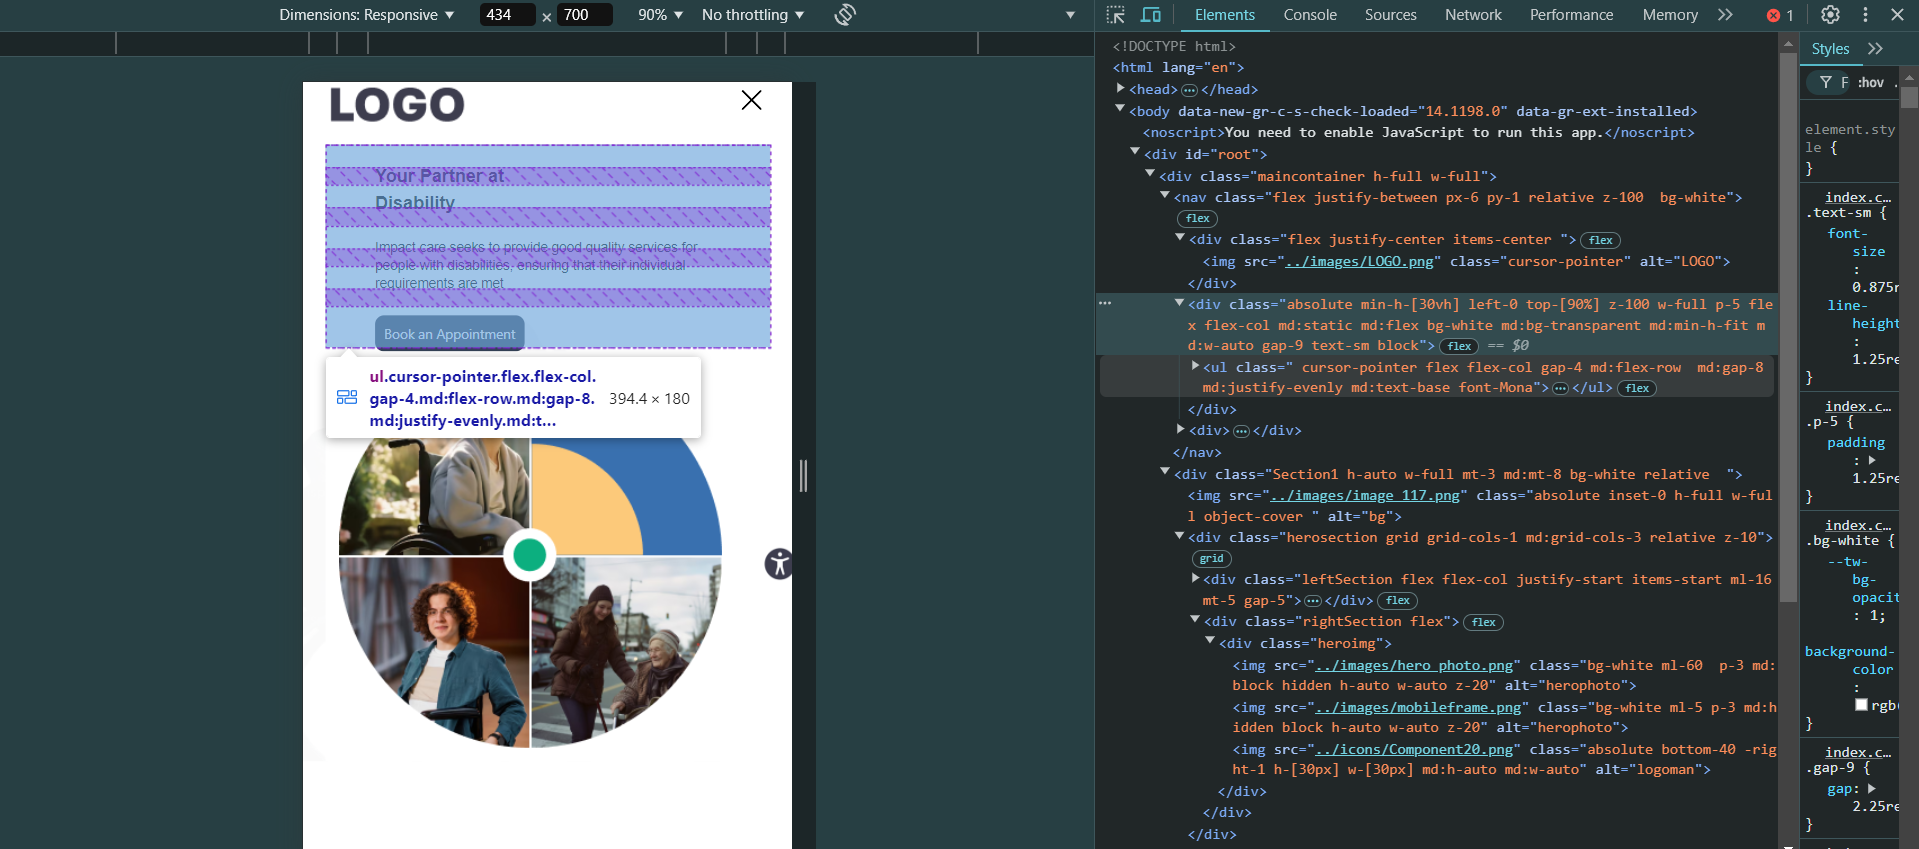 Dimensions: Responsive ▼ 434 × 700 90% ▼ No throttling ▼
Elements Console Sources Network Performance Memory 1
LOGO
Your Partner at
Disability
Impact care seeks to provide good quality services for
people with disabilities, ensuring that their individual
requirements are met
Book an Appointment
ul.cursor-pointer.flex.flex-col.
gap-4.md:flex-row.md:gap-8.
md:justify-evenly.md:t...
394.4 × 180
<!DOCTYPE html>
<html lang="en">
<head>…</head>
<body data-new-gr-c-s-check-loaded="14.1198.0" data-gr-ext-installed>
<noscript>You need to enable JavaScript to run this app.</noscript>
<div id="root">
<div class="maincontainer h-full w-full">
<nav class="flex justify-between px-6 py-1 relative z-100  bg-white">
flex
<div class="flex justify-center items-center ">flex
<img src="../images/LOGO.png" class="cursor-pointer" alt="LOGO">
</div>
<div class="absolute min-h-[30vh] left-0 top-[90%] z-100 w-full p-5 fle
x flex-col md:static md:flex bg-white md:bg-transparent md:min-h-fit m
d:w-auto gap-9 text-sm block">flex == $0
<ul class=" cursor-pointer flex flex-col gap-4 md:flex-row  md:gap-8
md:justify-evenly md:text-base font-Mona">…</ul>flex
</div>
<div>…</div>
</nav>
<div class="Section1 h-auto w-full mt-3 md:mt-8 bg-white relative  ">
<img src="../images/image 117.png" class="absolute inset-0 h-full w-ful
l object-cover " alt="bg">
<div class="herosection grid grid-cols-1 md:grid-cols-3 relative z-10">
grid
<div class="leftSection flex flex-col justify-start items-start ml-16
mt-5 gap-5">…</div>flex
<div class="rightSection flex">flex
<div class="heroimg">
<img src="../images/hero photo.png" class="bg-white ml-60  p-3 md:
block hidden h-auto w-auto z-20" alt="herophoto">
<img src="../images/mobileframe.png" class="bg-white ml-5 p-3 md:h
idden block h-auto w-auto z-20" alt="herophoto">
<img src="../icons/Component20.png" class="absolute bottom-40 -rig
ht-1 h-[30px] w-[30px] md:h-auto md:w-auto" alt="logoman">
</div>
</div>
</div>
Styles
F :hov .
element.sty
le {
}
index.c…
.text-sm {
font-
size
:
0.875r
line-
height
:
1.25re
}
index.c…
.p-5 {
padding
:
1.25re
}
index.c…
.bg-white {
--tw-
bg-
opacit
: 1;
background-
color
:
rgb(
}
index.c…
.gap-9 {
gap:
2.25re
}